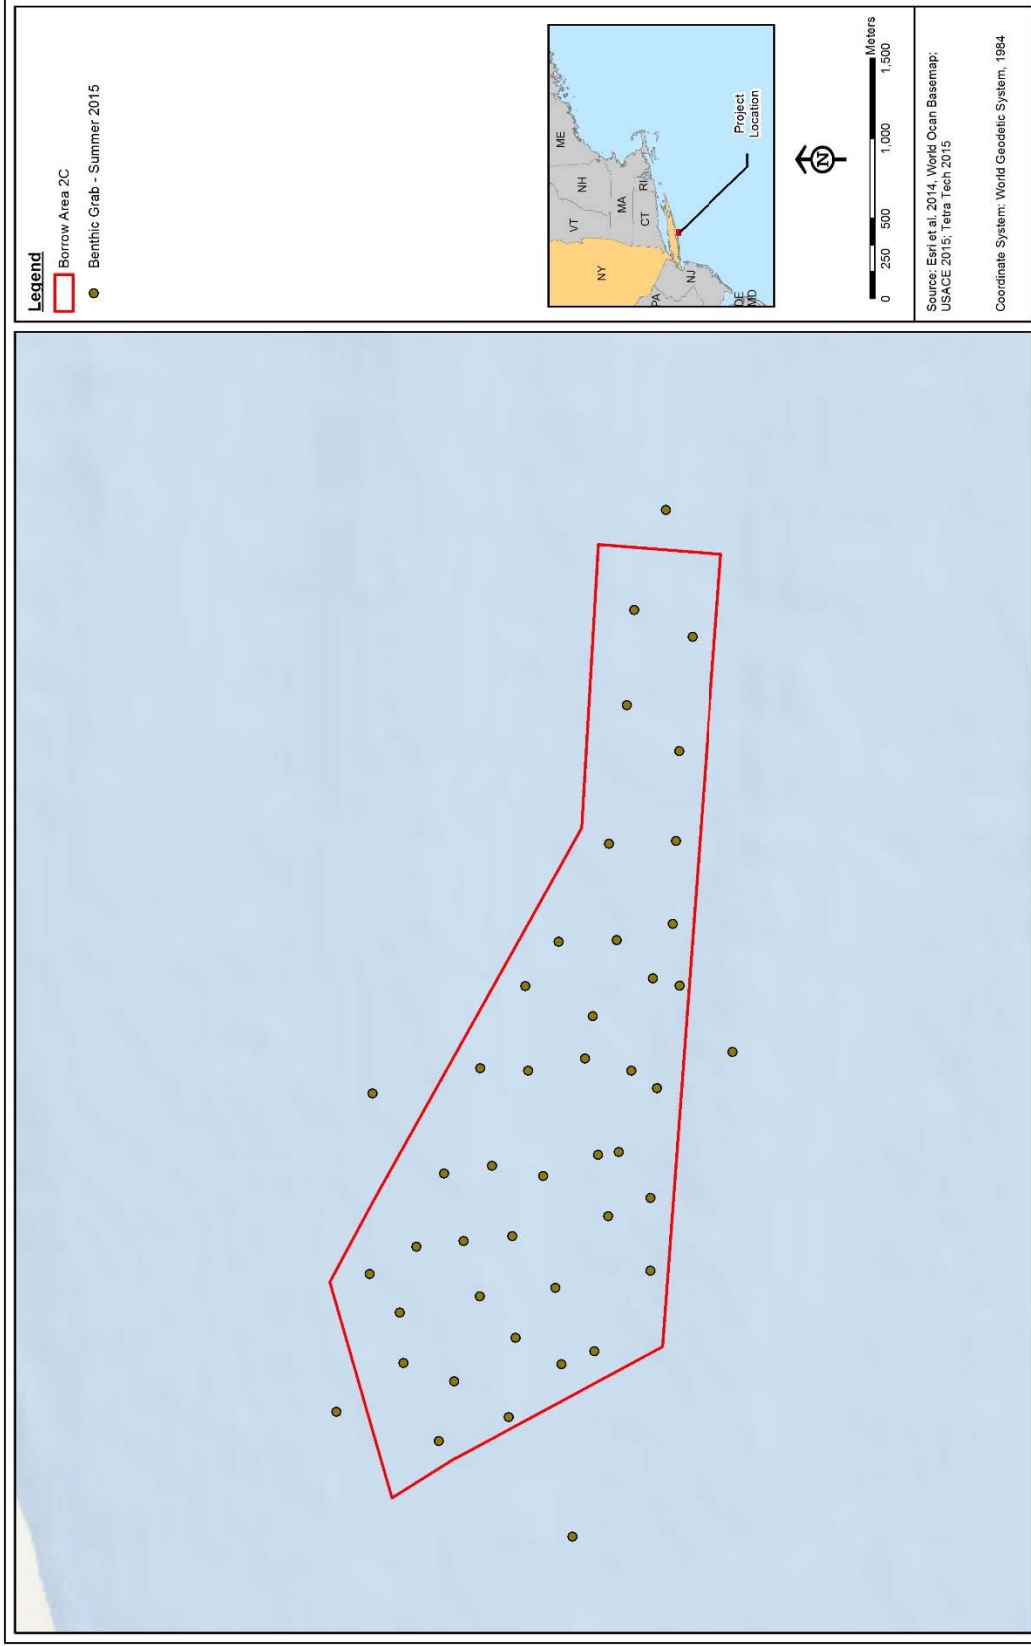 Legend
Borrow Area 2C
Benthic Grab - Summer 2015
ME
VT
NH
NY
MA
CT
RI
PA
NJ
DE
MD
Project
Location
N
0 250 500 1,000 1,500
Meters
Source: Esri et al. 2014, World Ocan Basemap;
USACE 2015; Tetra Tech 2015
Coordinate System: World Geodetic System, 1984